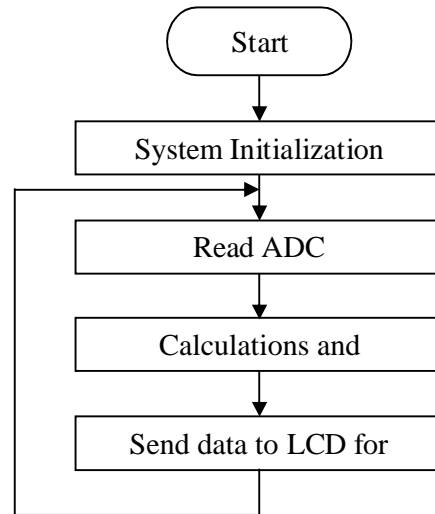 Start
System Initialization
Read ADC
Calculations and
Send data to LCD for